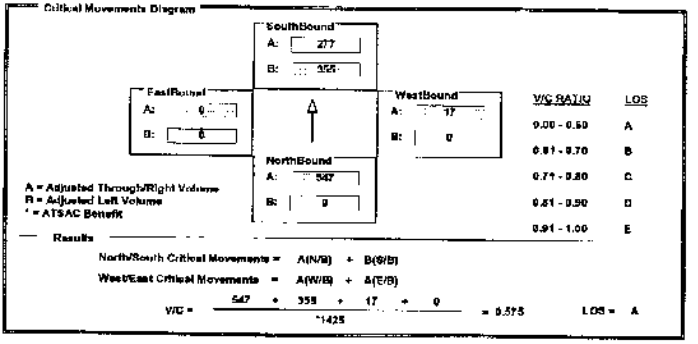 Critical Movements Diagram
SouthBound
A: 277
B: 355
EastBound
A: 0
B: 0
WestBound
A: 17
B: 0
NorthBound
A: 547
B: 0
V/C RATIO LOS
0.00 - 0.60 A
0.61 - 0.70 B
0.71 - 0.80 C
0.81 - 0.90 D
0.91 - 1.00 E
A = Adjusted Through/Right Volume
B = Adjusted Left Volume
* = ATSAC Benefit
Results
North/South Critical Movements = A(N/B) + B(S/B)
West/East Critical Movements = A(W/B) + A(E/B)
547 + 355 + 17 + 0
V/C = = 0.575 LOS = A
*1425